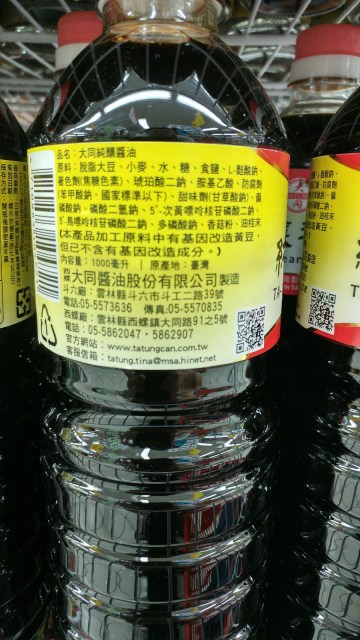 品名：大同純釀醬油
原料：脫脂大豆、小麥、水、糖、食鹽、L-麩酸鈉、
著色劑(焦糖色素)、琥珀酸二鈉、胺基乙酸、防腐劑
(苯甲酸鈉、國家標準以下)、甜味劑(甘草酸鈉)、偏
磷酸鈉、磷酸二氫鈉、5'-次黃嘌呤核苷磷酸二鈉、
5'-鳥嘌呤核苷磷酸二鈉、多磷酸鈉、香菇粉、油桂末
(本產品加工原料中有基因改造黃豆，
但已不含有基因改造成分。)
內容量：1000毫升 | 原產地：臺灣
西螺大同醬油股份有限公司製造
斗六廠：雲林縣斗六市斗工二路39號
電話:05-5573636 傳真:05-5570835
西螺廠：雲林縣西螺鎮大同路91之5號
電話：05-5862047・5862907
官方網站：www.tatungcan.com.tw
客服信箱：tatung.tina@msa.hinet.net